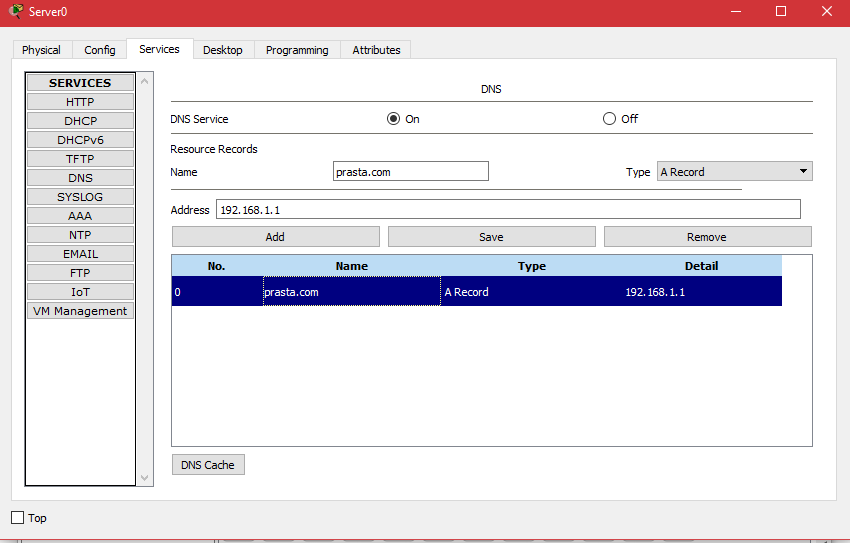 Server0
Physical Config Services Desktop Programming Attributes
SERVICES
HTTP
DHCP
DHCPv6
TFTP
DNS
SYSLOG
AAA
NTP
EMAIL
FTP
IoT
VM Management
DNS
DNS Service On Off
Resource Records
Name prasta.com Type A Record
Address 192.168.1.1
Add Save Remove
No. Name Type Detail
0 prasta.com A Record 192.168.1.1
DNS Cache
Top